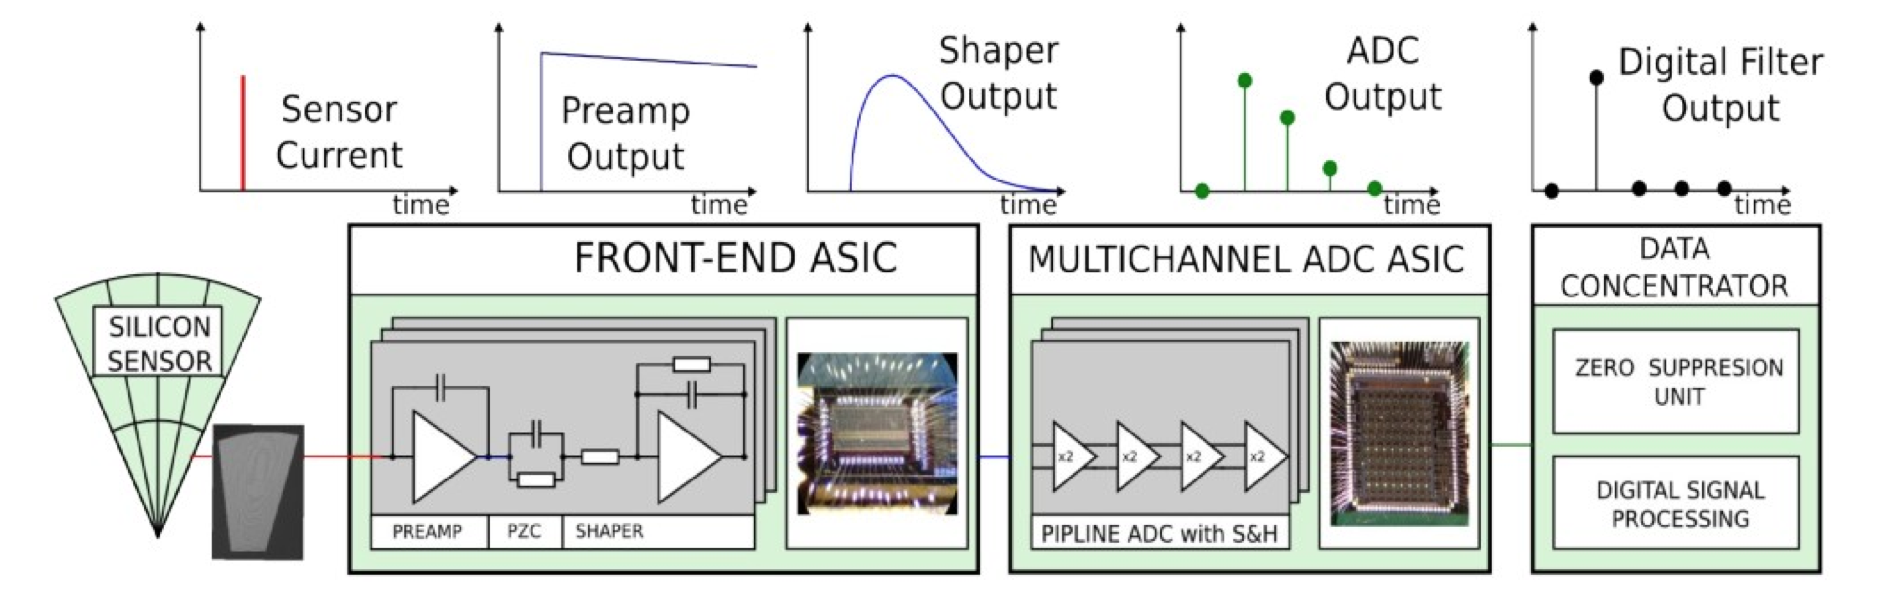 Sensor
Current
time
Preamp
Output
time
Shaper
Output
time
ADC
Output
time
Digital Filter
Output
time
SILICON
SENSOR
FRONT-END ASIC
PREAMP
PZC
SHAPER
MULTICHANNEL ADC ASIC
x2
x2
x2
x2
PIPLINE ADC with S&H
DATA
CONCENTRATOR
ZERO SUPPRESION
UNIT
DIGITAL SIGNAL
PROCESSING